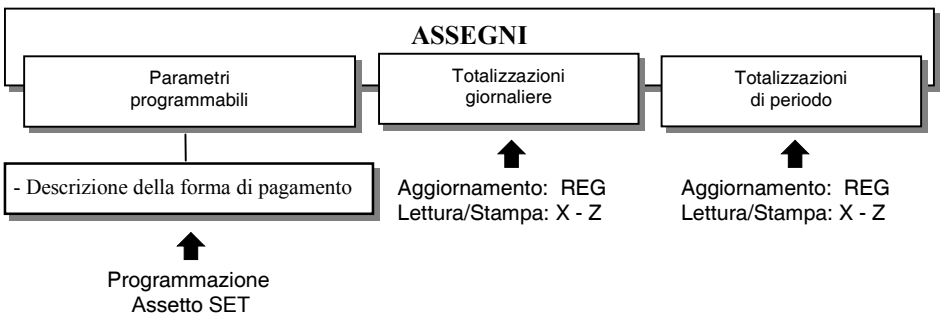 ASSEGNI
Parametri
programmabili
Totalizzazioni
giornaliere
Totalizzazioni
di periodo
- Descrizione della forma di pagamento
Aggiornamento: REG
Lettura/Stampa: X - Z
Aggiornamento: REG
Lettura/Stampa: X - Z
Programmazione
Assetto SET